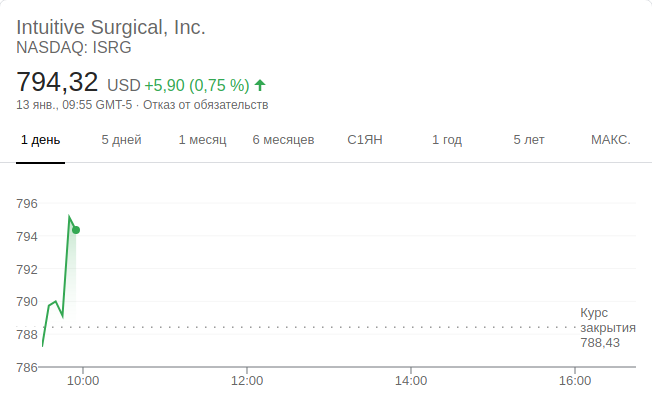 Intuitive Surgical, Inc.
NASDAQ: ISRG
794,32 USD +5,90 (0,75 %) ↑
13 янв., 09:55 GMT-5 · Отказ от обязательств
1 день 5 дней 1 месяц 6 месяцев С1ЯН 1 год 5 лет МАКС.
796
794
792
790
Курс
закрытия
788
788,43
786
10:00 12:00 14:00 16:00